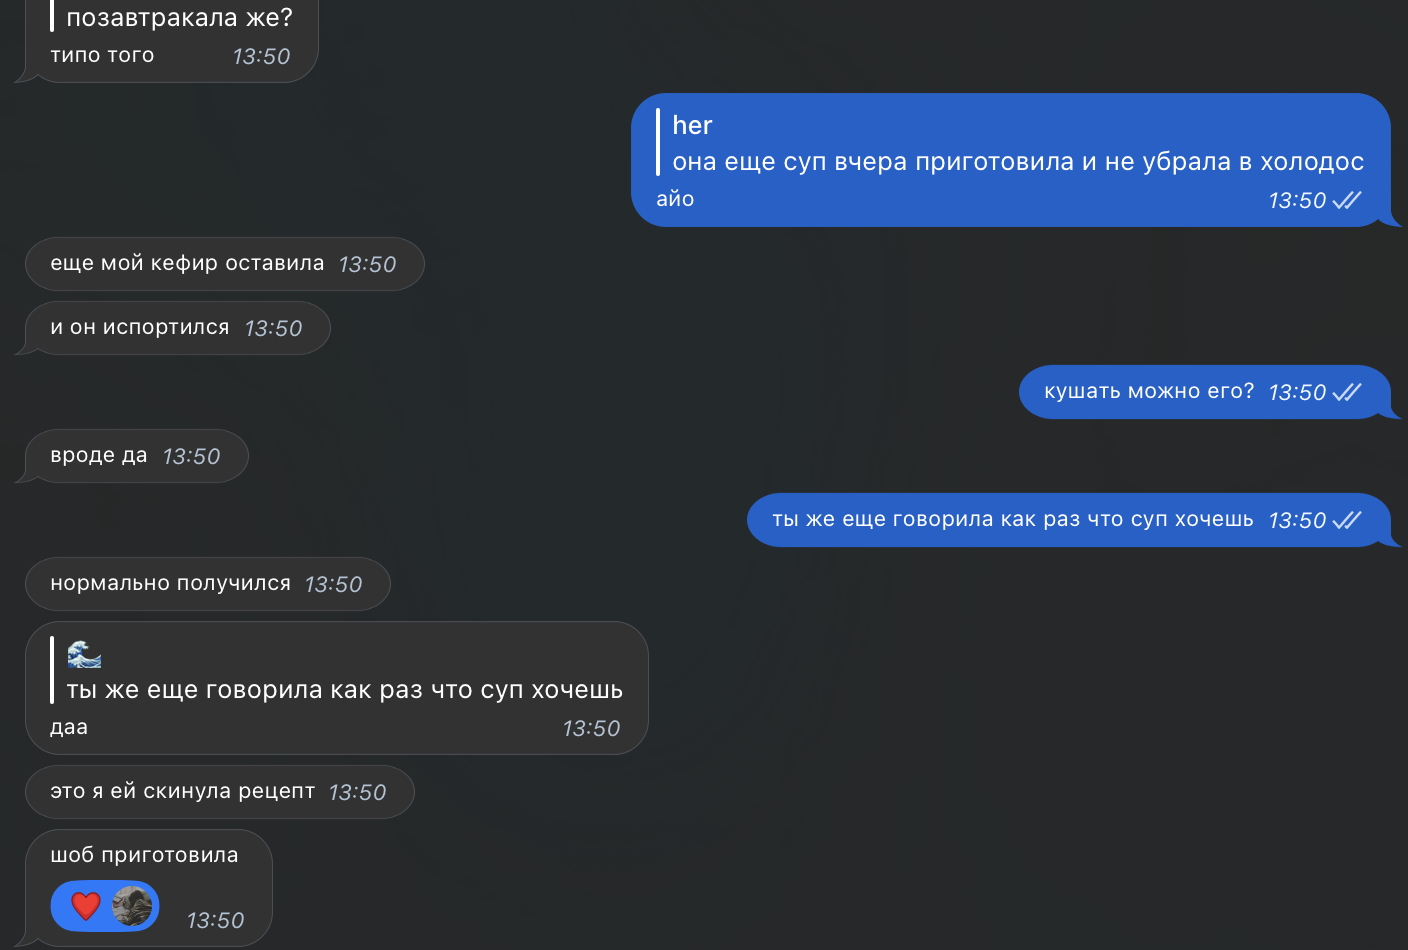 позавтракала же?
типо того 13:50
her
она еще суп вчера приготовила и не убрала в холодос
айо 13:50
еще мой кефир оставила 13:50
и он испортился 13:50
кушать можно его? 13:50
вроде да 13:50
ты же еще говорила как раз что суп хочешь 13:50
нормально получился 13:50
🌊
ты же еще говорила как раз что суп хочешь
даа 13:50
это я ей скинула рецепт 13:50
шоб приготовила
❤️ 13:50